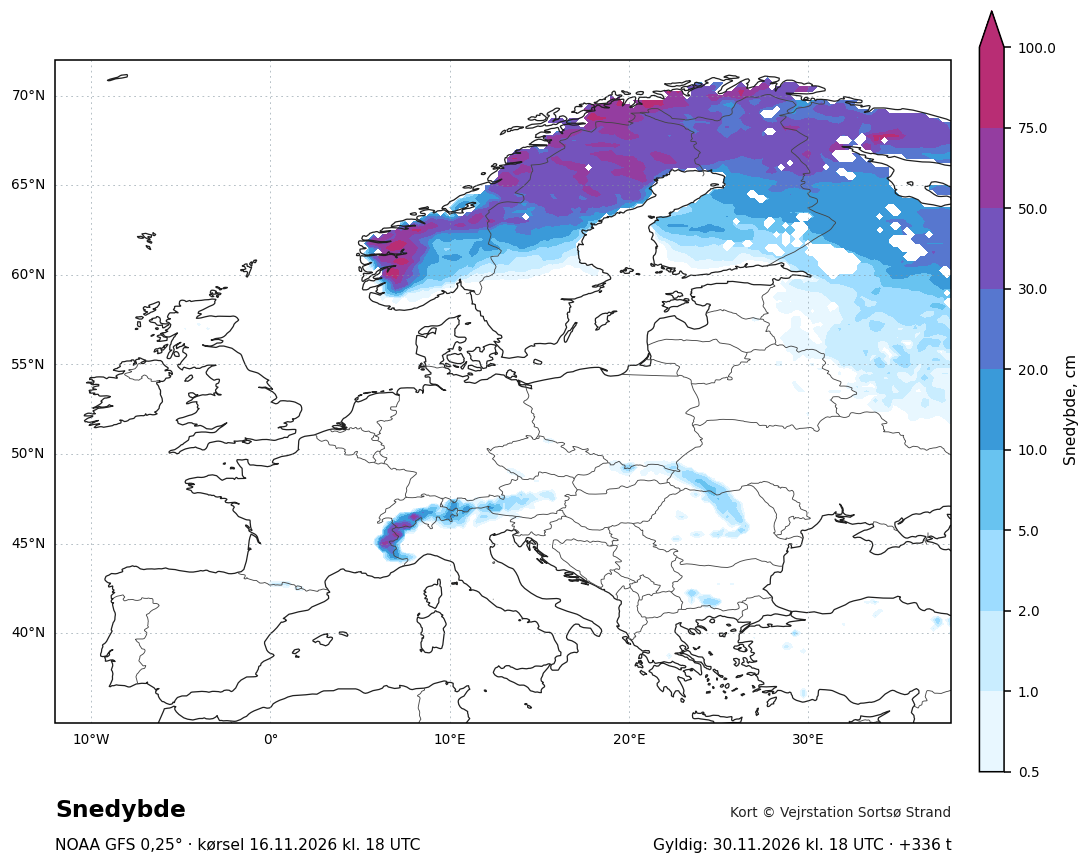 100.0
75.0
50.0
30.0
20.0
10.0
5.0
2.0
1.0
0.5
Snedybde, cm
70°N
65°N
60°N
55°N
50°N
45°N
40°N
10°W 0° 10°E 20°E 30°E
Snedybde
Kort © Vejrstation Sortsø Strand
NOAA GFS 0,25° · kørsel 16.11.2026 kl. 18 UTC
Gyldig: 30.11.2026 kl. 18 UTC · +336 t